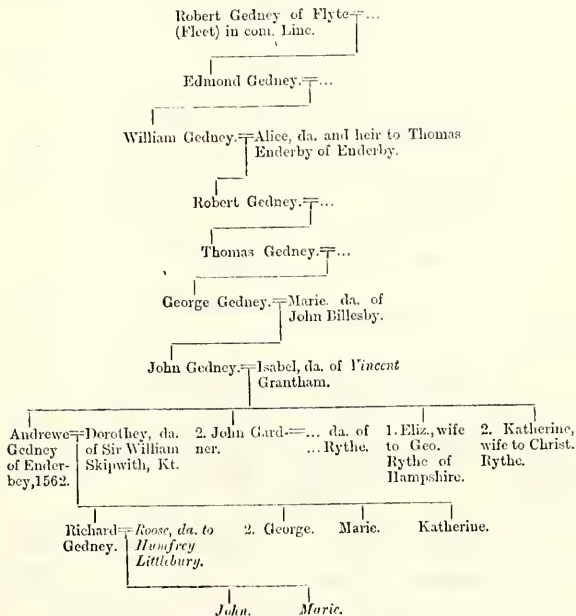 Robert Gedney of Flyte=...
(Fleet) in com. Linc.
Edmond Gedney.=...
William Gedney.=Alice, da. and heir to Thomas
Enderby of Enderby.
Robert Gedney.=...
Thomas Gedney.=...
George Gedney.=Marie. da. of
John Billesby.
John Gedney.=Isabel, da. of Vincent
Grantham.
Andrewe=Dorothey, da.
Gedney of Sir William
of Ender- Skipwith, Kt.
bey, 1562.
2. John Gard-=... da. of
ner. ... Rythe.
1. Eliz., wife
to Geo.
Rythe of
Hampshire.
2. Katherine,
wife to Christ.
Rythe.
Richard=Roose, da. to
Gedney. Humfrey
Littlebury.
2. George.
Marie.
Katherine.
John.
Marie.